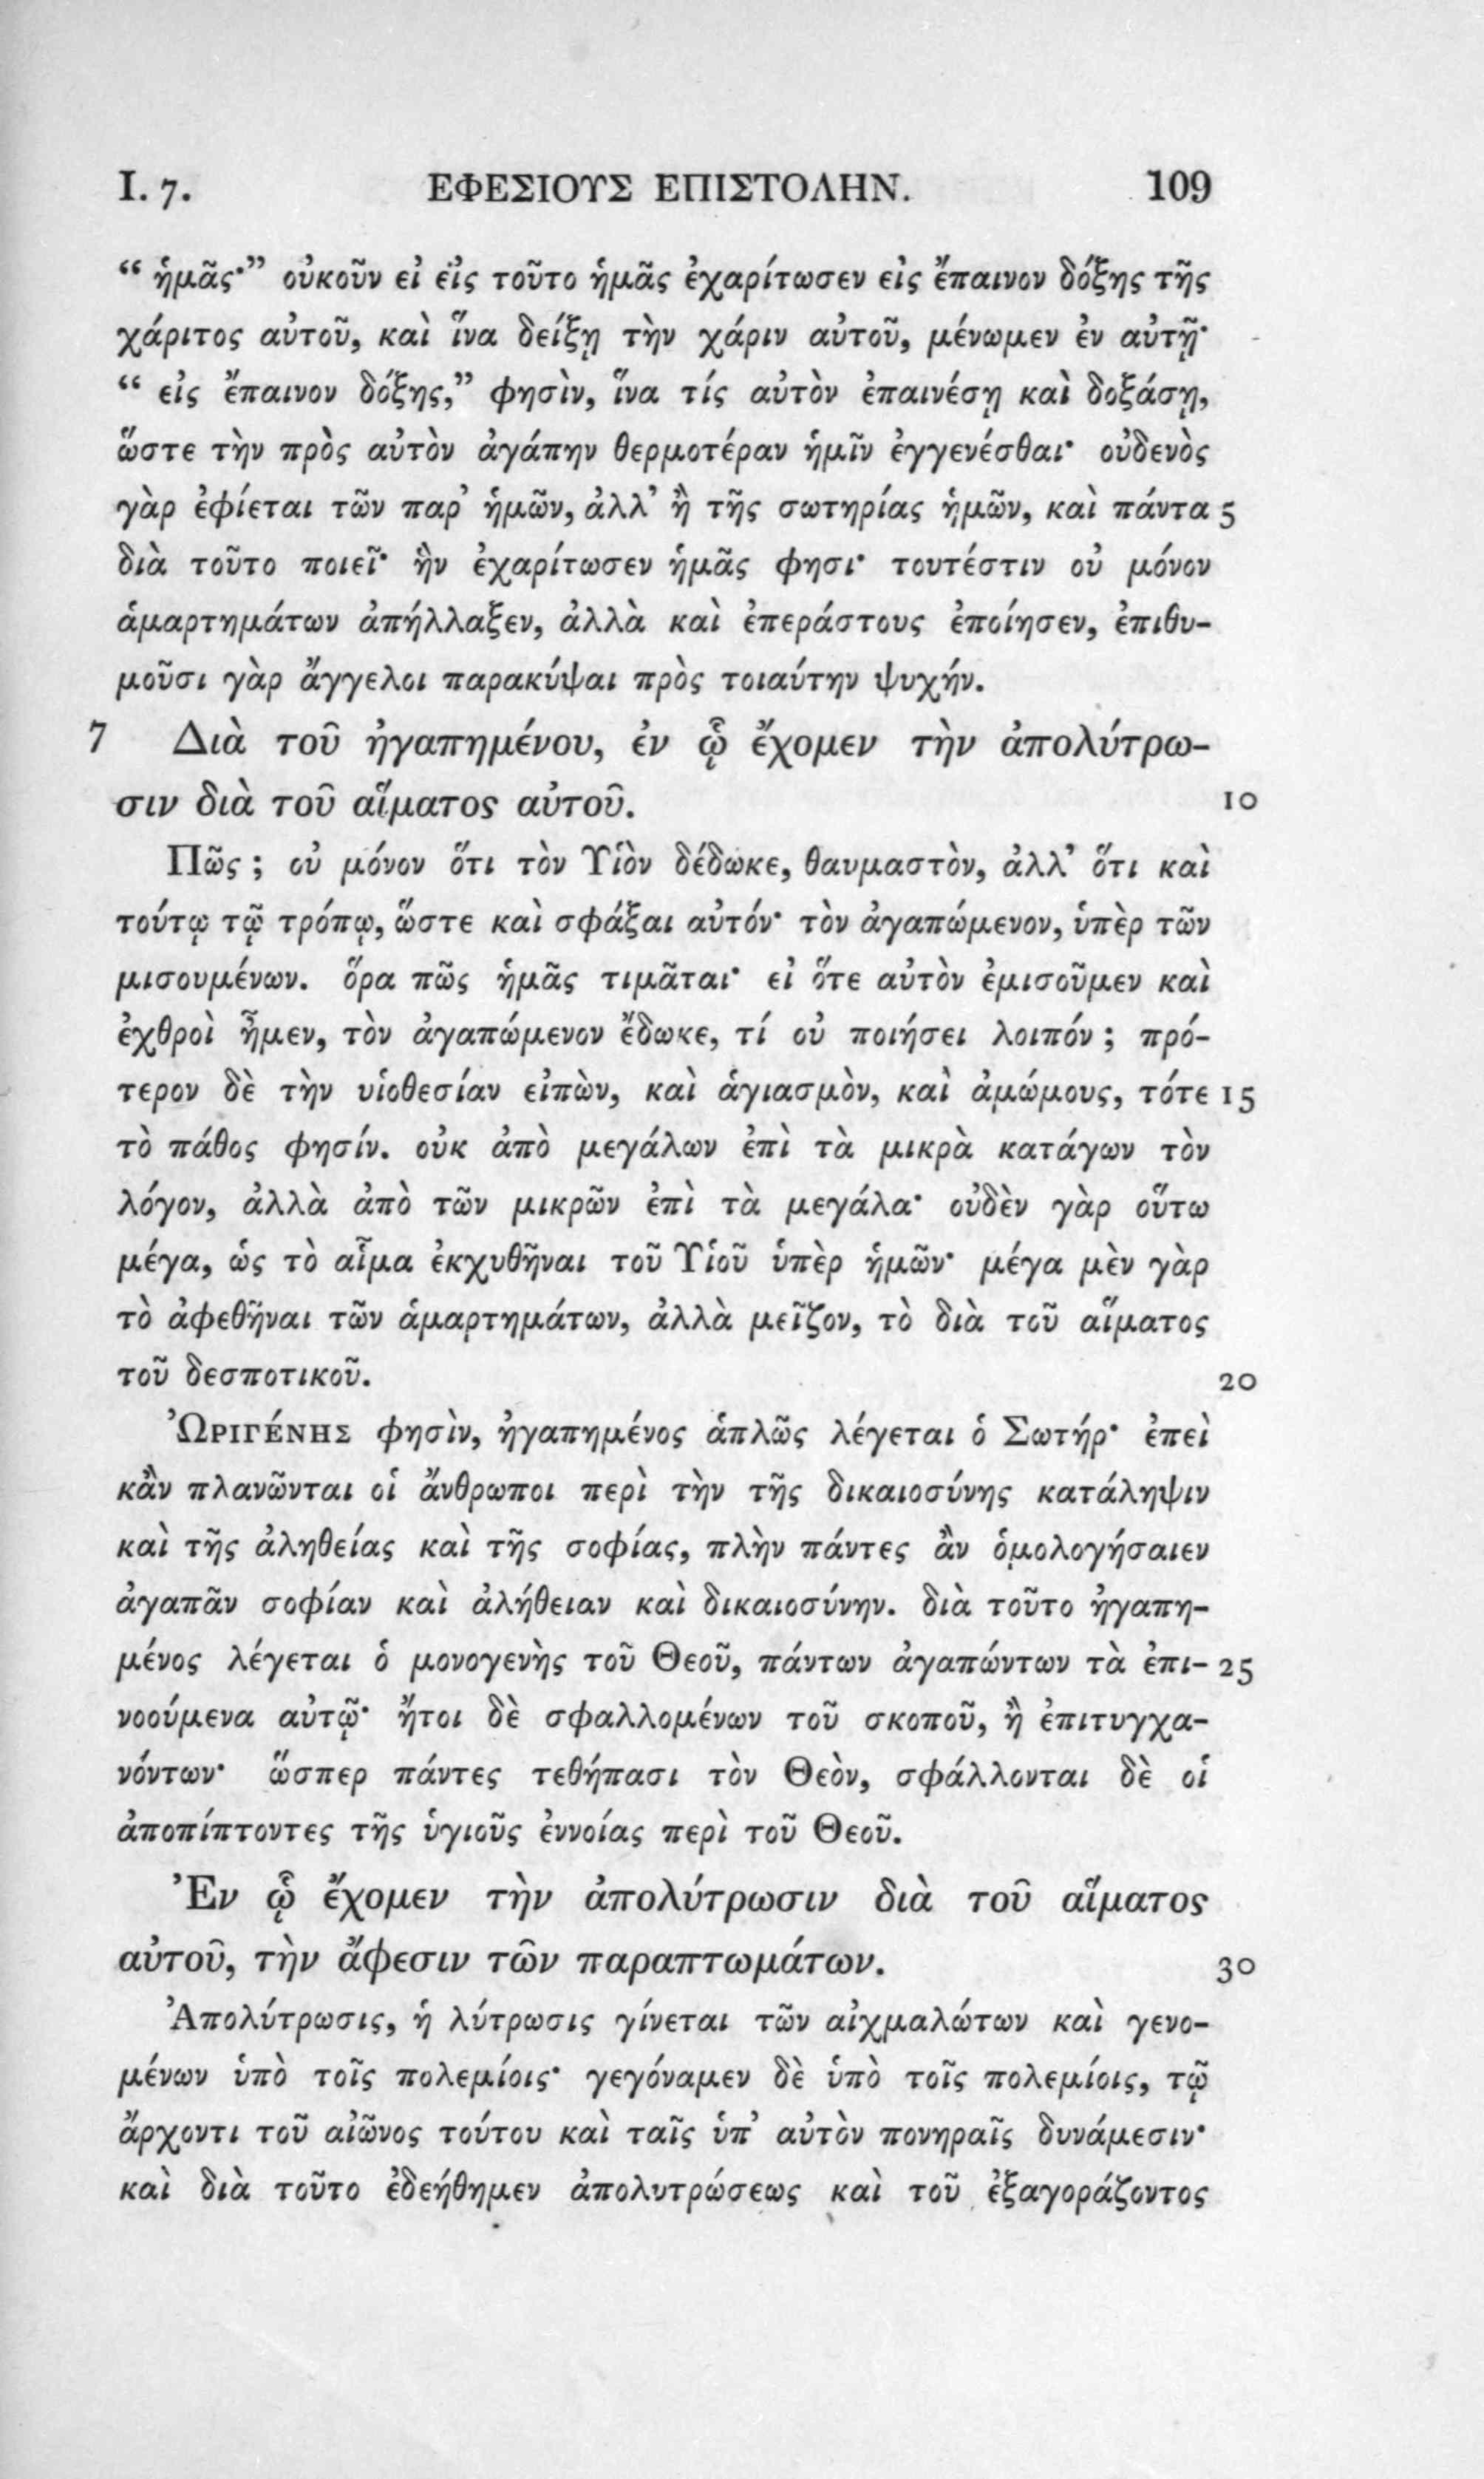 I. 7. ΕΦΕΣΙΟΥΣ ΕΠΙΣΤΟΛΗΝ. 109
“ ἡμᾶς·” οὐκοῦν εἰ εἰς τοῦτο ἡμᾶς ἐχαρίτωσεν εἰς ἔπαινον δόξης τῆς
χάριτος αὐτοῦ, καὶ ἵνα δείξῃ τὴν χάριν αὐτοῦ, μένωμεν ἐν αὐτῇ·
“ εἰς ἔπαινον δόξης,” φησὶν, ἵνα τίς αὐτὸν ἐπαινέσῃ καὶ δοξάσῃ,
ὥστε τὴν πρὸς αὐτὸν ἀγάπην θερμοτέραν ἡμῖν ἐγγενέσθαι· οὐδενὸς
γὰρ ἐφίεται τῶν παρ’ ἡμῶν, ἀλλ’ ἢ τῆς σωτηρίας ἡμῶν, καὶ πάντα 5
διὰ τοῦτο ποιεῖ· ἣν ἐχαρίτωσεν ἡμᾶς φησι· τουτέστιν οὐ μόνον
ἁμαρτημάτων ἀπήλλαξεν, ἀλλὰ καὶ ἐπεράστους ἐποίησεν, ἐπιθυ-
μοῦσι γὰρ ἄγγελοι παρακύψαι πρὸς τοιαύτην ψυχήν.
7 Διὰ τοῦ ἠγαπημένου, ἐν ᾧ ἔχομεν τὴν ἀπολύτρω-
σιν διὰ τοῦ αἵματος αὐτοῦ. 10
Πῶς ; οὐ μόνον ὅτι τὸν Υἱὸν δέδωκε, θαυμαστὸν, ἀλλ’ ὅτι καὶ
τούτῳ τῷ τρόπῳ, ὥστε καὶ σφάξαι αὐτόν· τὸν ἀγαπώμενον, ὑπὲρ τῶν
μισουμένων. ὅρα πῶς ἡμᾶς τιμᾶται· εἰ ὅτε αὐτὸν ἐμισοῦμεν καὶ
ἐχθροὶ ἦμεν, τὸν ἀγαπώμενον ἔδωκε, τί οὐ ποιήσει λοιπόν ; πρό-
τερον δὲ τὴν υἱοθεσίαν εἰπὼν, καὶ ἁγιασμὸν, καὶ ἀμώμους, τότε 15
τὸ πάθος φησίν. οὐκ ἀπὸ μεγάλων ἐπὶ τὰ μικρὰ κατάγων τὸν
λόγον, ἀλλὰ ἀπὸ τῶν μικρῶν ἐπὶ τὰ μεγάλα· οὐδὲν γὰρ οὕτω
μέγα, ὡς τὸ αἷμα ἐκχυθῆναι τοῦ Υἱοῦ ὑπὲρ ἡμῶν· μέγα μὲν γὰρ
τὸ ἀφεθῆναι τῶν ἁμαρτημάτων, ἀλλὰ μεῖζον, τὸ διὰ τοῦ αἵματος
τοῦ δεσποτικοῦ. 20
Ὠριγένης φησὶν, ἠγαπημένος ἁπλῶς λέγεται ὁ Σωτήρ· ἐπεὶ
κἂν πλανῶνται οἱ ἄνθρωποι περὶ τὴν τῆς δικαιοσύνης κατάληψιν
καὶ τῆς ἀληθείας καὶ τῆς σοφίας, πλὴν πάντες ἂν ὁμολογήσαιεν
ἀγαπᾶν σοφίαν καὶ ἀλήθειαν καὶ δικαιοσύνην. διὰ τοῦτο ἠγαπη-
μένος λέγεται ὁ μονογενὴς τοῦ Θεοῦ, πάντων ἀγαπώντων τὰ ἐπι- 25
νοούμενα αὐτῷ· ἤτοι δὲ σφαλλομένων τοῦ σκοποῦ, ἢ ἐπιτυγχα-
νόντων· ὥσπερ πάντες τεθήπασι τὸν Θεὸν, σφάλλονται δὲ οἱ
ἀποπίπτοντες τῆς ὑγιοῦς ἐννοίας περὶ τοῦ Θεοῦ.
Ἐν ᾧ ἔχομεν τὴν ἀπολύτρωσιν διὰ τοῦ αἵματος
αὐτοῦ, τὴν ἄφεσιν τῶν παραπτωμάτων. 30
Ἀπολύτρωσις, ἡ λύτρωσις γίνεται τῶν αἰχμαλώτων καὶ γενο-
μένων ὑπὸ τοῖς πολεμίοις· γεγόναμεν δὲ ὑπὸ τοῖς πολεμίοις, τῷ
ἄρχοντι τοῦ αἰῶνος τούτου καὶ ταῖς ὑπ’ αὐτὸν πονηραῖς δυνάμεσιν·
καὶ διὰ τοῦτο ἐδεήθημεν ἀπολυτρώσεως καὶ τοῦ ἐξαγοράζοντος